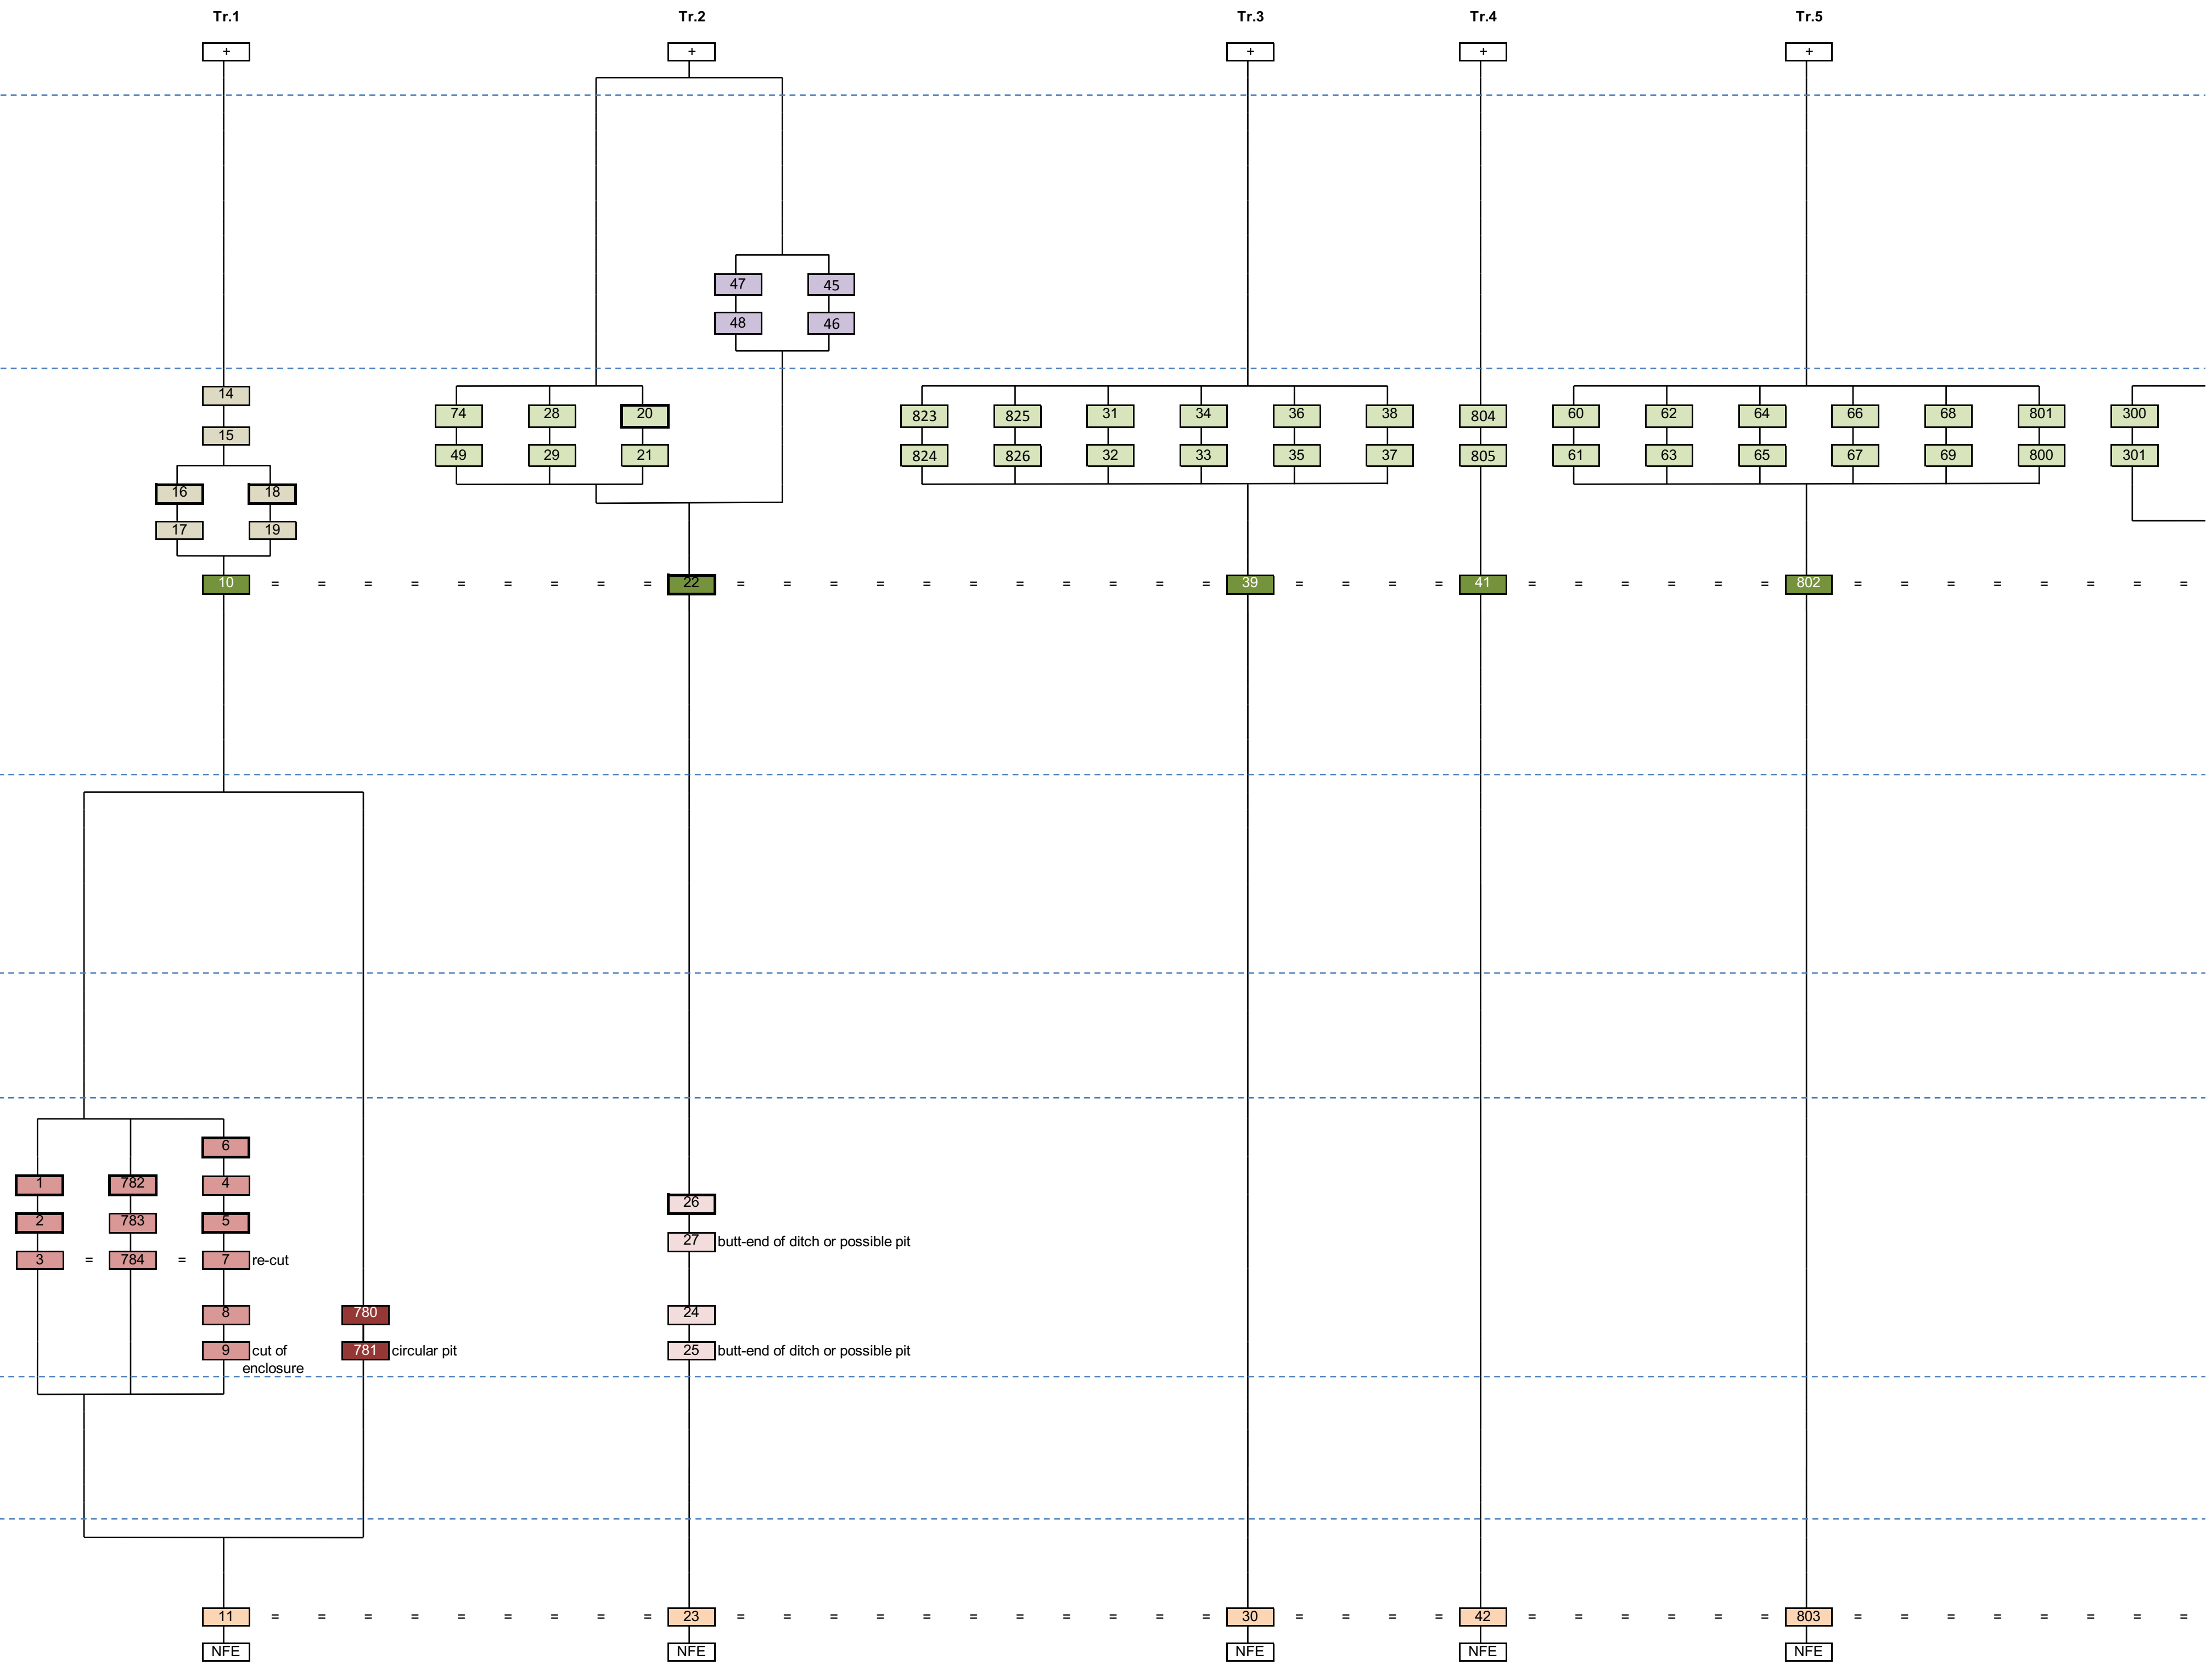 Tr.1 Tr.2 Tr.3 Tr.4 Tr.5
+ + + + +
47 45
48 46
14
74 28 20 823 825 31 34 36 38 804 60 62 64 66 68 801 300
15
49 29 21 824 826 32 33 35 37 805 61 63 65 67 69 800 301
16 18
17 19
10 = = = = = = = = = 22 = = = = = = = = = = = 39 = = = = 41 = = = = = = 802 = = = = = = = =
6
1 782 4
26
2 783 5
27 butt-end of ditch or possible pit
3 = 784 = 7 re-cut
8 780 24
9 cut of 781 circular pit 25 butt-end of ditch or possible pit
enclosure
11 = = = = = = = = = 23 = = = = = = = = = = = 30 = = = = 42 = = = = = = 803 = = = = = = = =
NFE NFE NFE NFE NFE